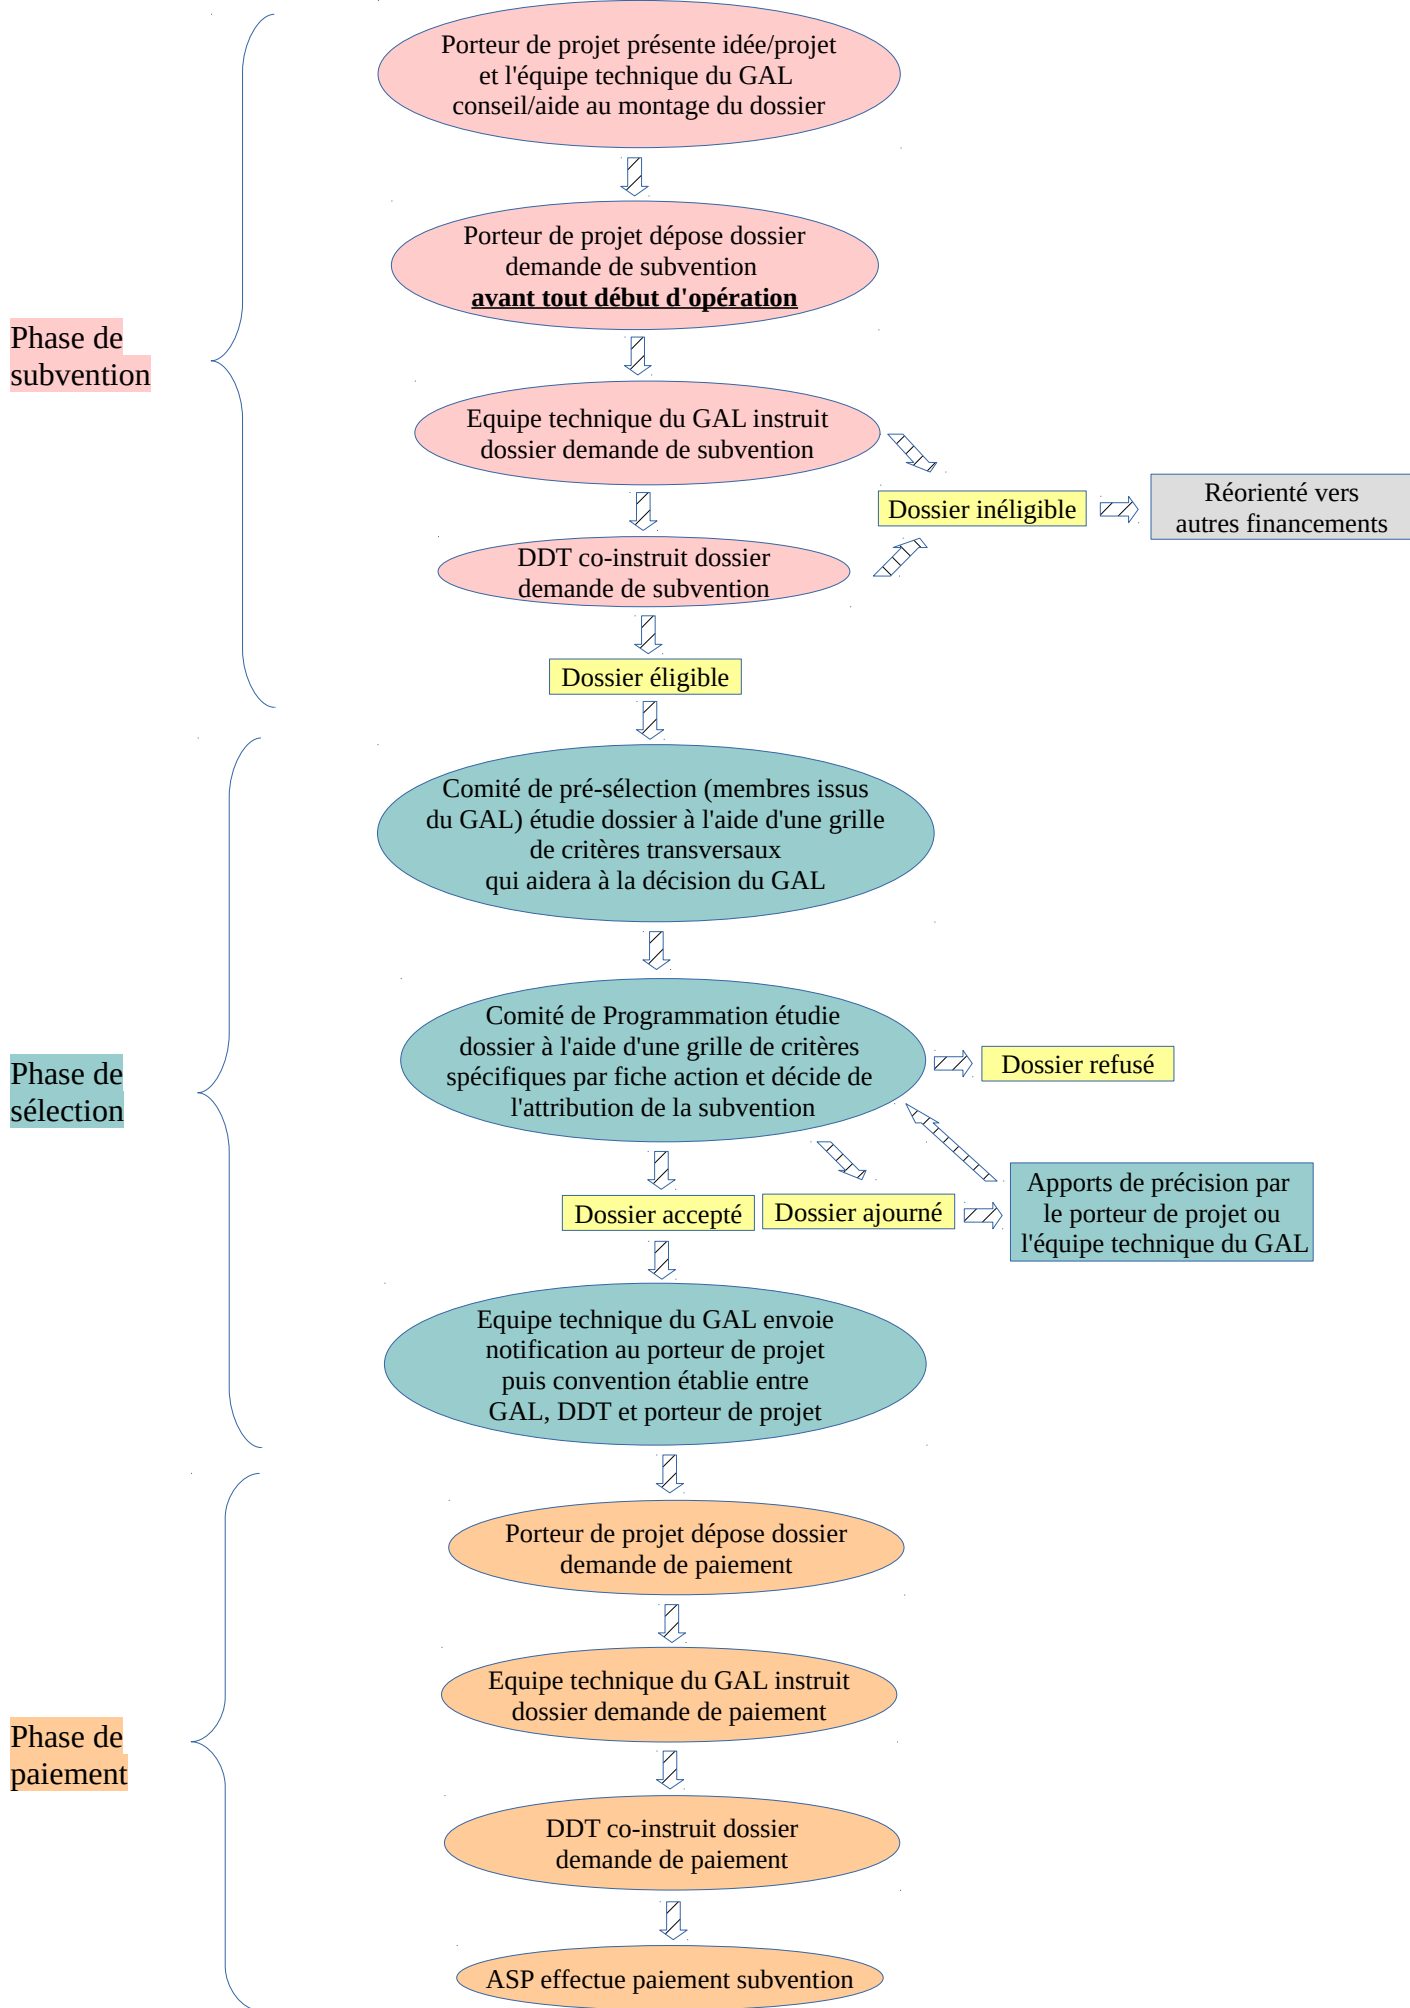 Porteur de projet présente idée/projet
et l'équipe technique du GAL
conseil/aide au montage du dossier
Porteur de projet dépose dossier
demande de subvention
avant tout début d'opération
Phase de
subvention
Equipe technique du GAL instruit
dossier demande de subvention
Dossier inéligible
Réorienté vers
autres financements
DDT co-instruit dossier
demande de subvention
Dossier éligible
Comité de pré-sélection (membres issus
du GAL) étudie dossier à l'aide d'une grille
de critères transversaux
qui aidera à la décision du GAL
Phase de
sélection
Comité de Programmation étudie
dossier à l'aide d'une grille de critères
spécifiques par fiche action et décide de
l'attribution de la subvention
Dossier refusé
Dossier accepté
Dossier ajourné
Apports de précision par
le porteur de projet ou
l'équipe technique du GAL
Equipe technique du GAL envoie
notification au porteur de projet
puis convention établie entre
GAL, DDT et porteur de projet
Porteur de projet dépose dossier
demande de paiement
Equipe technique du GAL instruit
dossier demande de paiement
Phase de
paiement
DDT co-instruit dossier
demande de paiement
ASP effectue paiement subvention